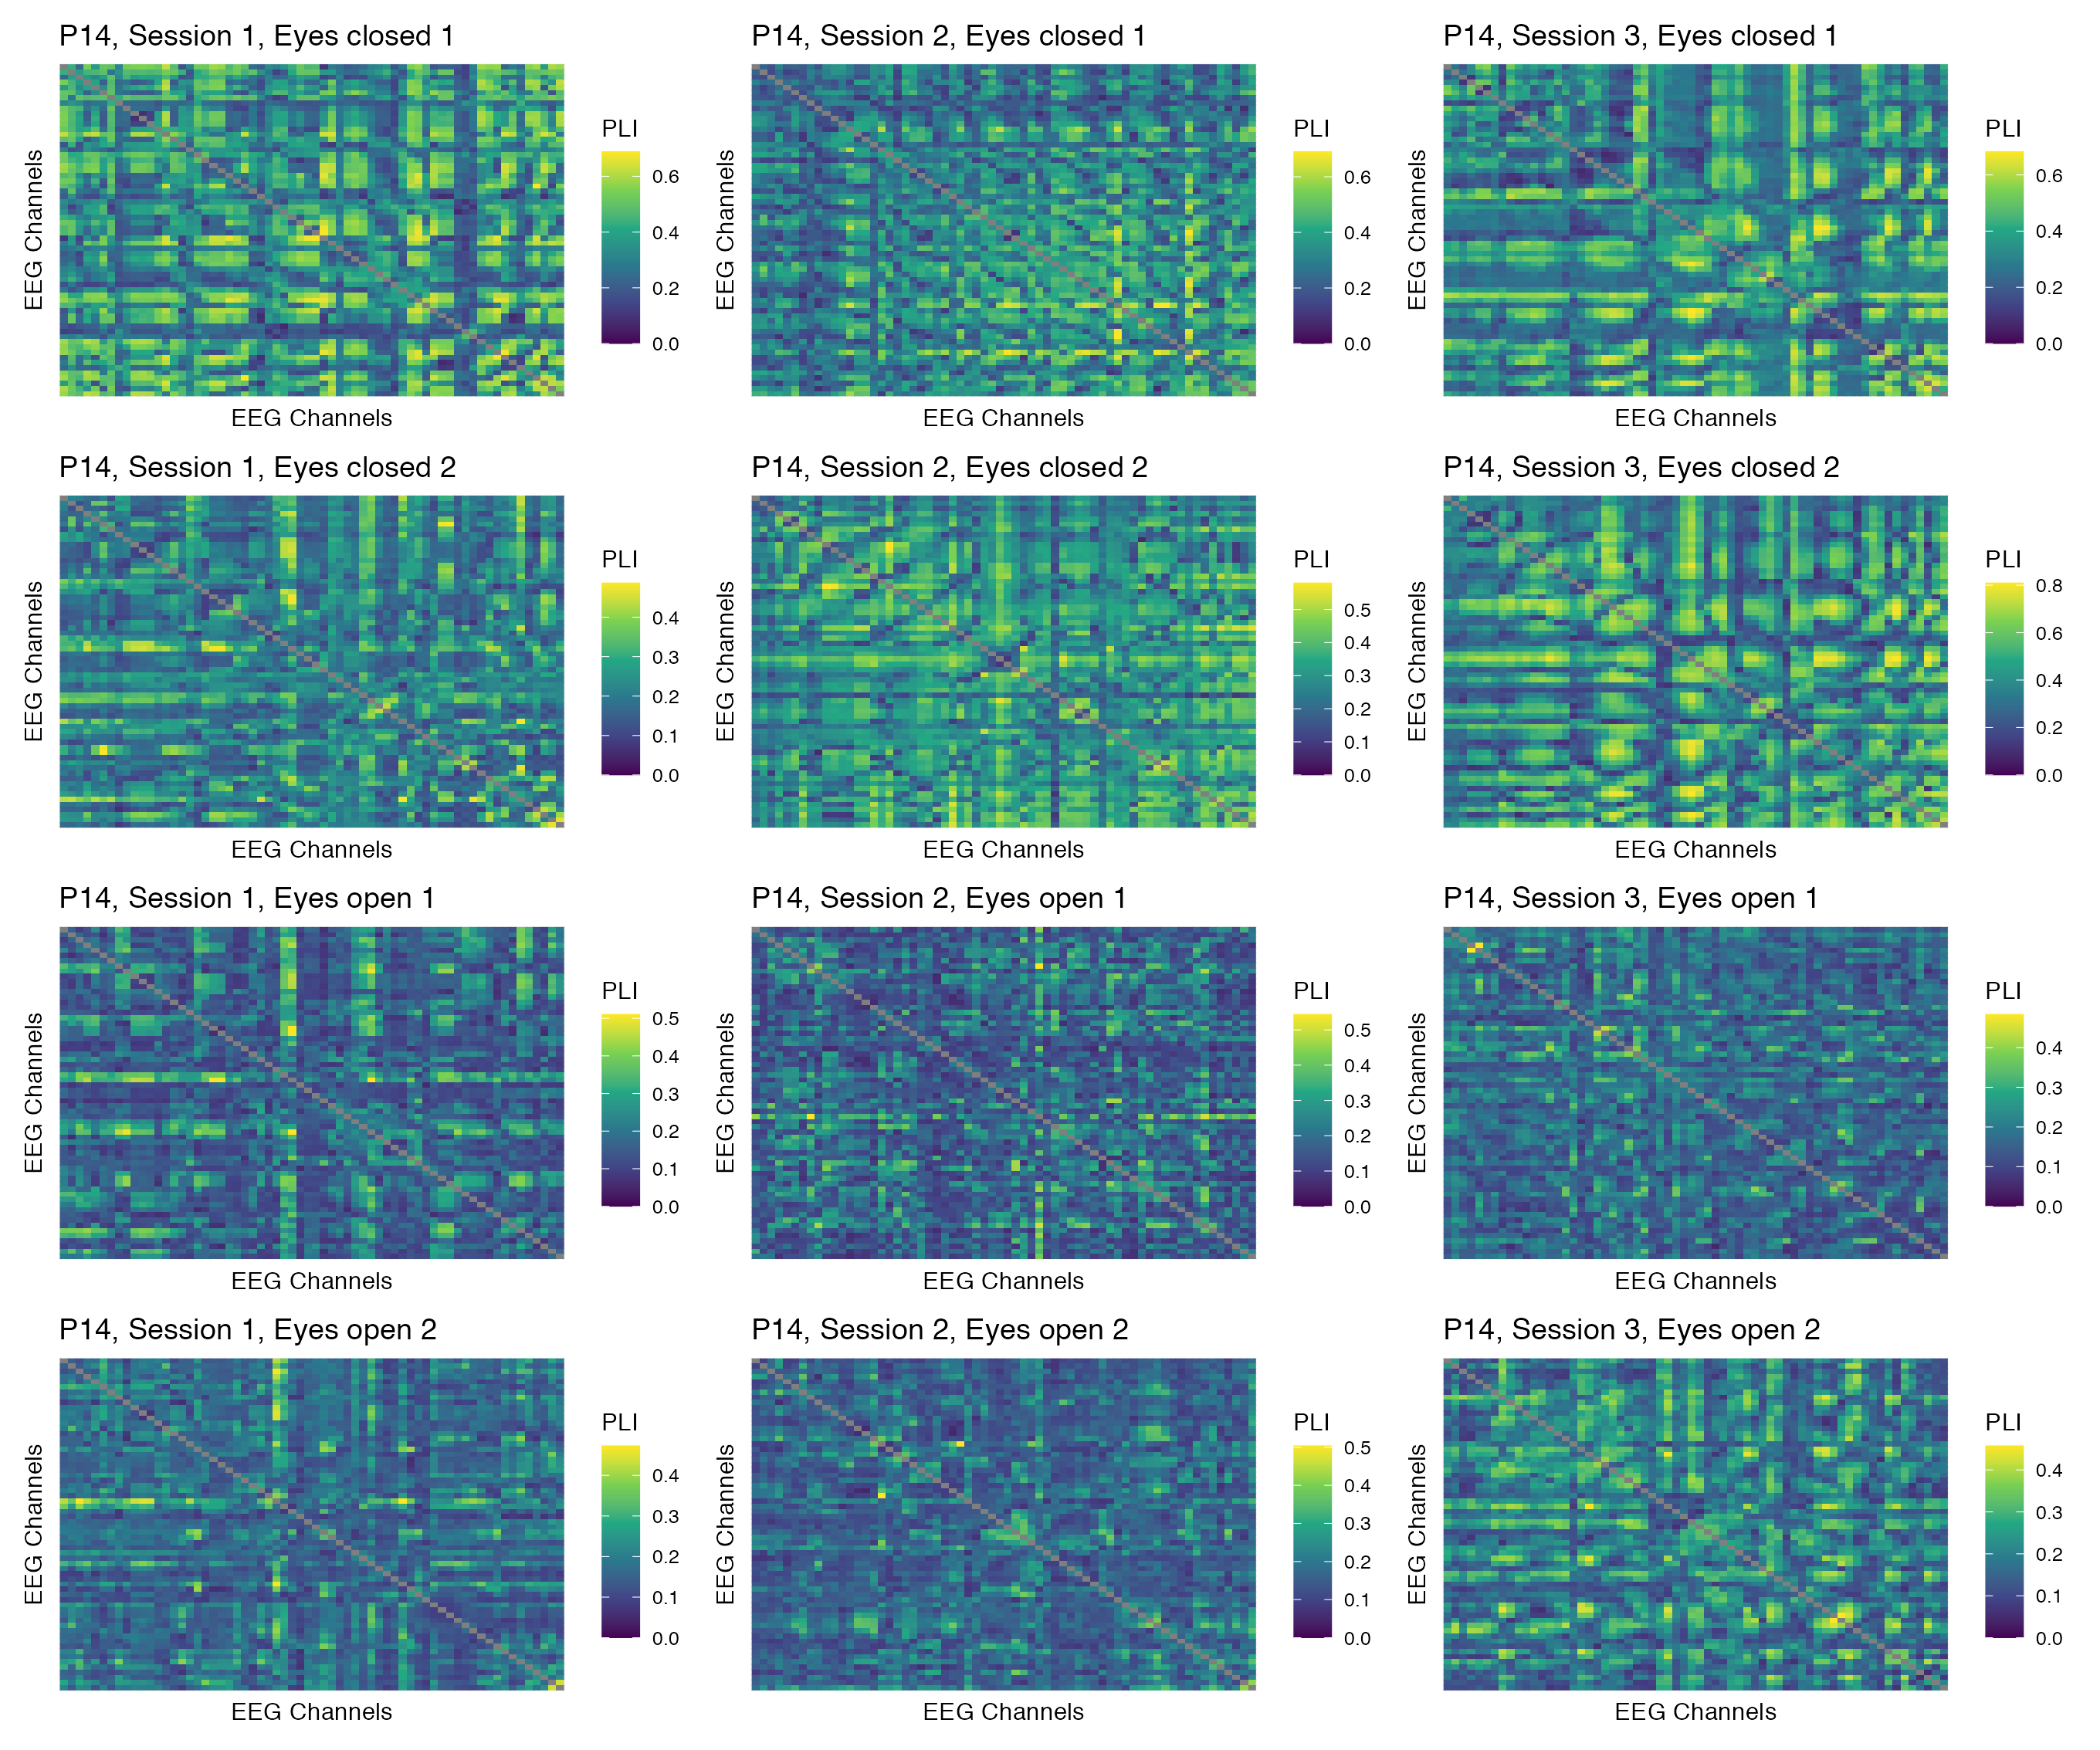 P14, Session 1, Eyes closed 1
EEG Channels
EEG Channels
PLI
0.6
0.4
0.2
0.0
P14, Session 2, Eyes closed 1
EEG Channels
EEG Channels
PLI
0.6
0.4
0.2
0.0
P14, Session 3, Eyes closed 1
EEG Channels
EEG Channels
PLI
0.6
0.4
0.2
0.0
P14, Session 1, Eyes closed 2
EEG Channels
EEG Channels
PLI
0.4
0.3
0.2
0.1
0.0
P14, Session 2, Eyes closed 2
EEG Channels
EEG Channels
PLI
0.5
0.4
0.3
0.2
0.1
0.0
P14, Session 3, Eyes closed 2
EEG Channels
EEG Channels
PLI
0.8
0.6
0.4
0.2
0.0
P14, Session 1, Eyes open 1
EEG Channels
EEG Channels
PLI
0.5
0.4
0.3
0.2
0.1
0.0
P14, Session 2, Eyes open 1
EEG Channels
EEG Channels
PLI
0.5
0.4
0.3
0.2
0.1
0.0
P14, Session 3, Eyes open 1
EEG Channels
EEG Channels
PLI
0.4
0.3
0.2
0.1
0.0
P14, Session 1, Eyes open 2
EEG Channels
EEG Channels
PLI
0.4
0.3
0.2
0.1
0.0
P14, Session 2, Eyes open 2
EEG Channels
EEG Channels
PLI
0.5
0.4
0.3
0.2
0.1
0.0
P14, Session 3, Eyes open 2
EEG Channels
EEG Channels
PLI
0.4
0.3
0.2
0.1
0.0